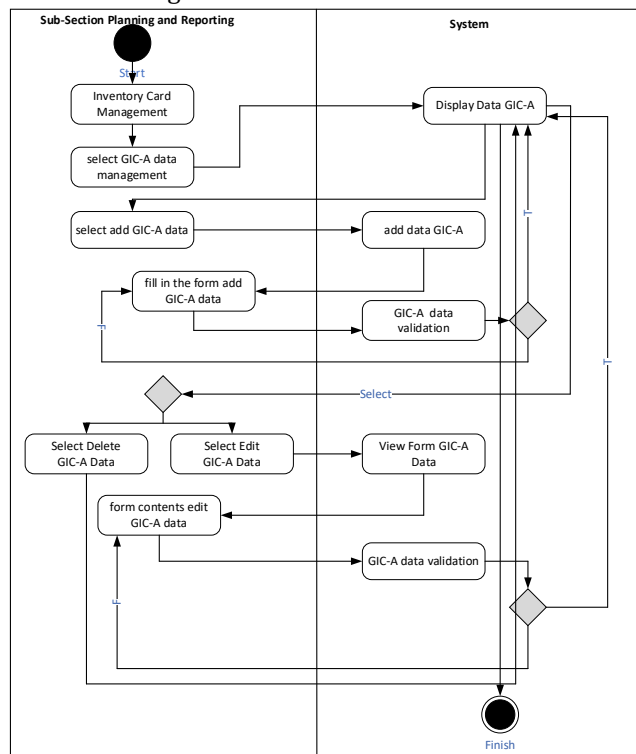 Sub-Section Planning and Reporting
System
Start
Inventory Card
Management
Display Data GIC-A
select GIC-A data
management
T
select add GIC-A data
add data GIC-A
fill in the form add
GIC-A data
GIC-A data
validation
F
T
Select
Select Delete
GIC-A Data
Select Edit
GIC-A Data
View Form GIC-A
Data
form contents edit
GIC-A data
GIC-A data validation
F
Finish